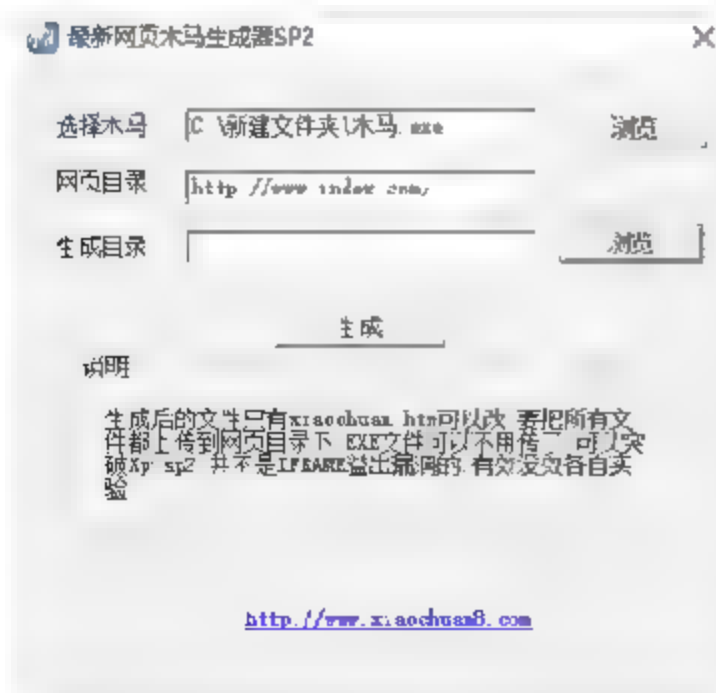 最新网页木马生成器SP2
选择木马 C \新建文件夹\木马.exe 浏览
网页目录 http //www index com/
生成目录 浏览
生成
说明
生成后的文件只有xiaochuan htm可以改 要把所有文
件都上传到网页目录下 EXE文件可以不用传了 可以突
破Xp sp2 并不是IFRAME溢出漏洞的 有效没效各自实
验
http://www.xiaochuan8.com